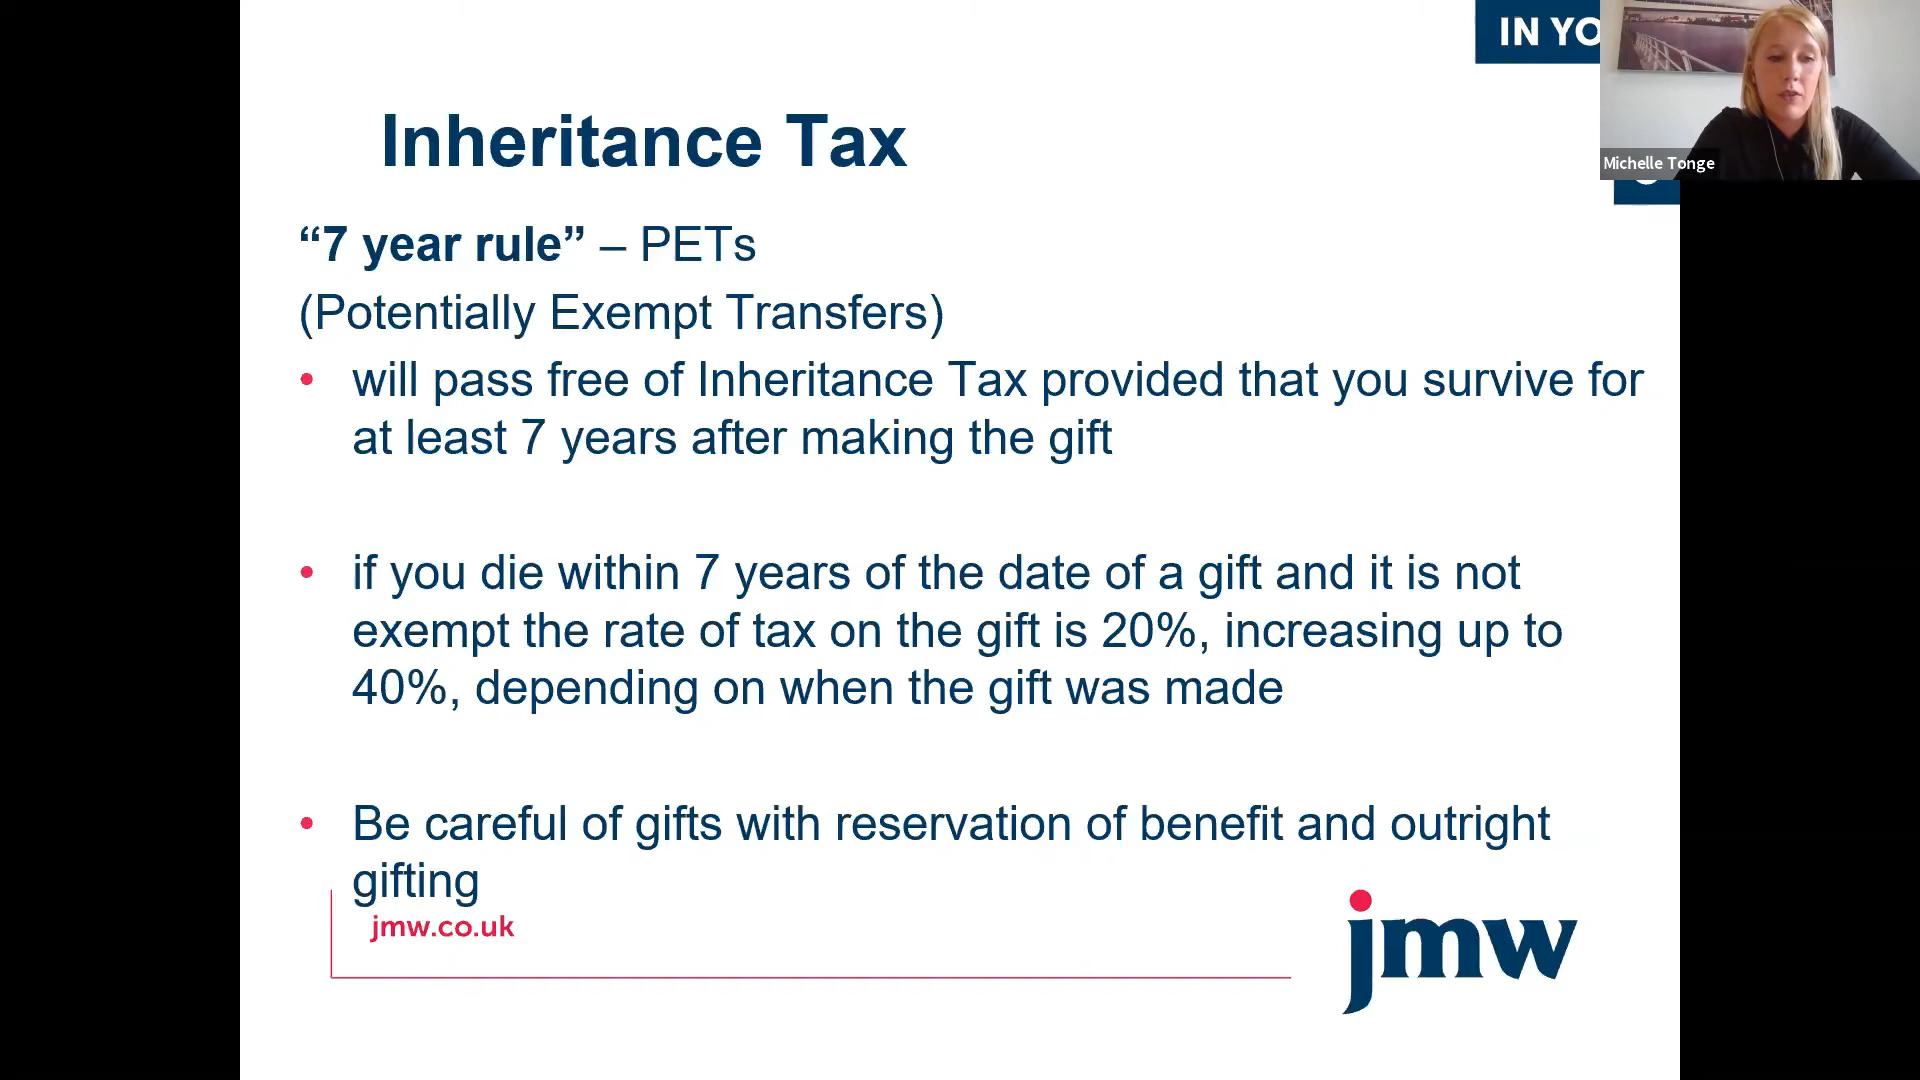 IN YO
Michelle Tonge
Inheritance Tax
“7 year rule” – PETs
(Potentially Exempt Transfers)
• will pass free of Inheritance Tax provided that you survive for
at least 7 years after making the gift
• if you die within 7 years of the date of a gift and it is not
exempt the rate of tax on the gift is 20%, increasing up to
40%, depending on when the gift was made
• Be careful of gifts with reservation of benefit and outright
gifting
jmw.co.uk
jmw